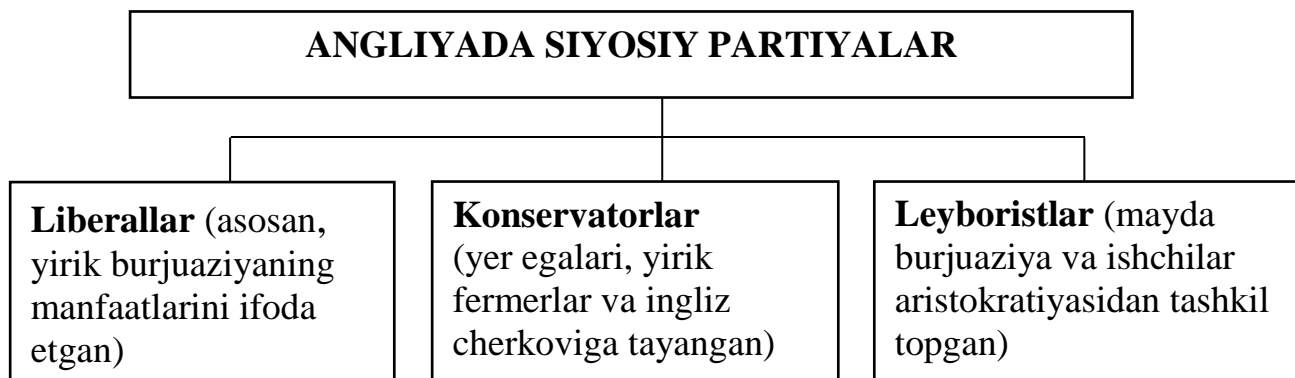 ANGLIYADA SIYOSIY PARTIYALAR
Liberallar (asosan,
yirik burjuaziyaning
manfaatlarini ifoda
etgan)
Konservatorlar
(yer egalari, yirik
fermerlar va ingliz
cherkoviga tayangan)
Leyboristlar (mayda
burjuaziya va ishchilar
aristokratiyasidan tashkil
topgan)